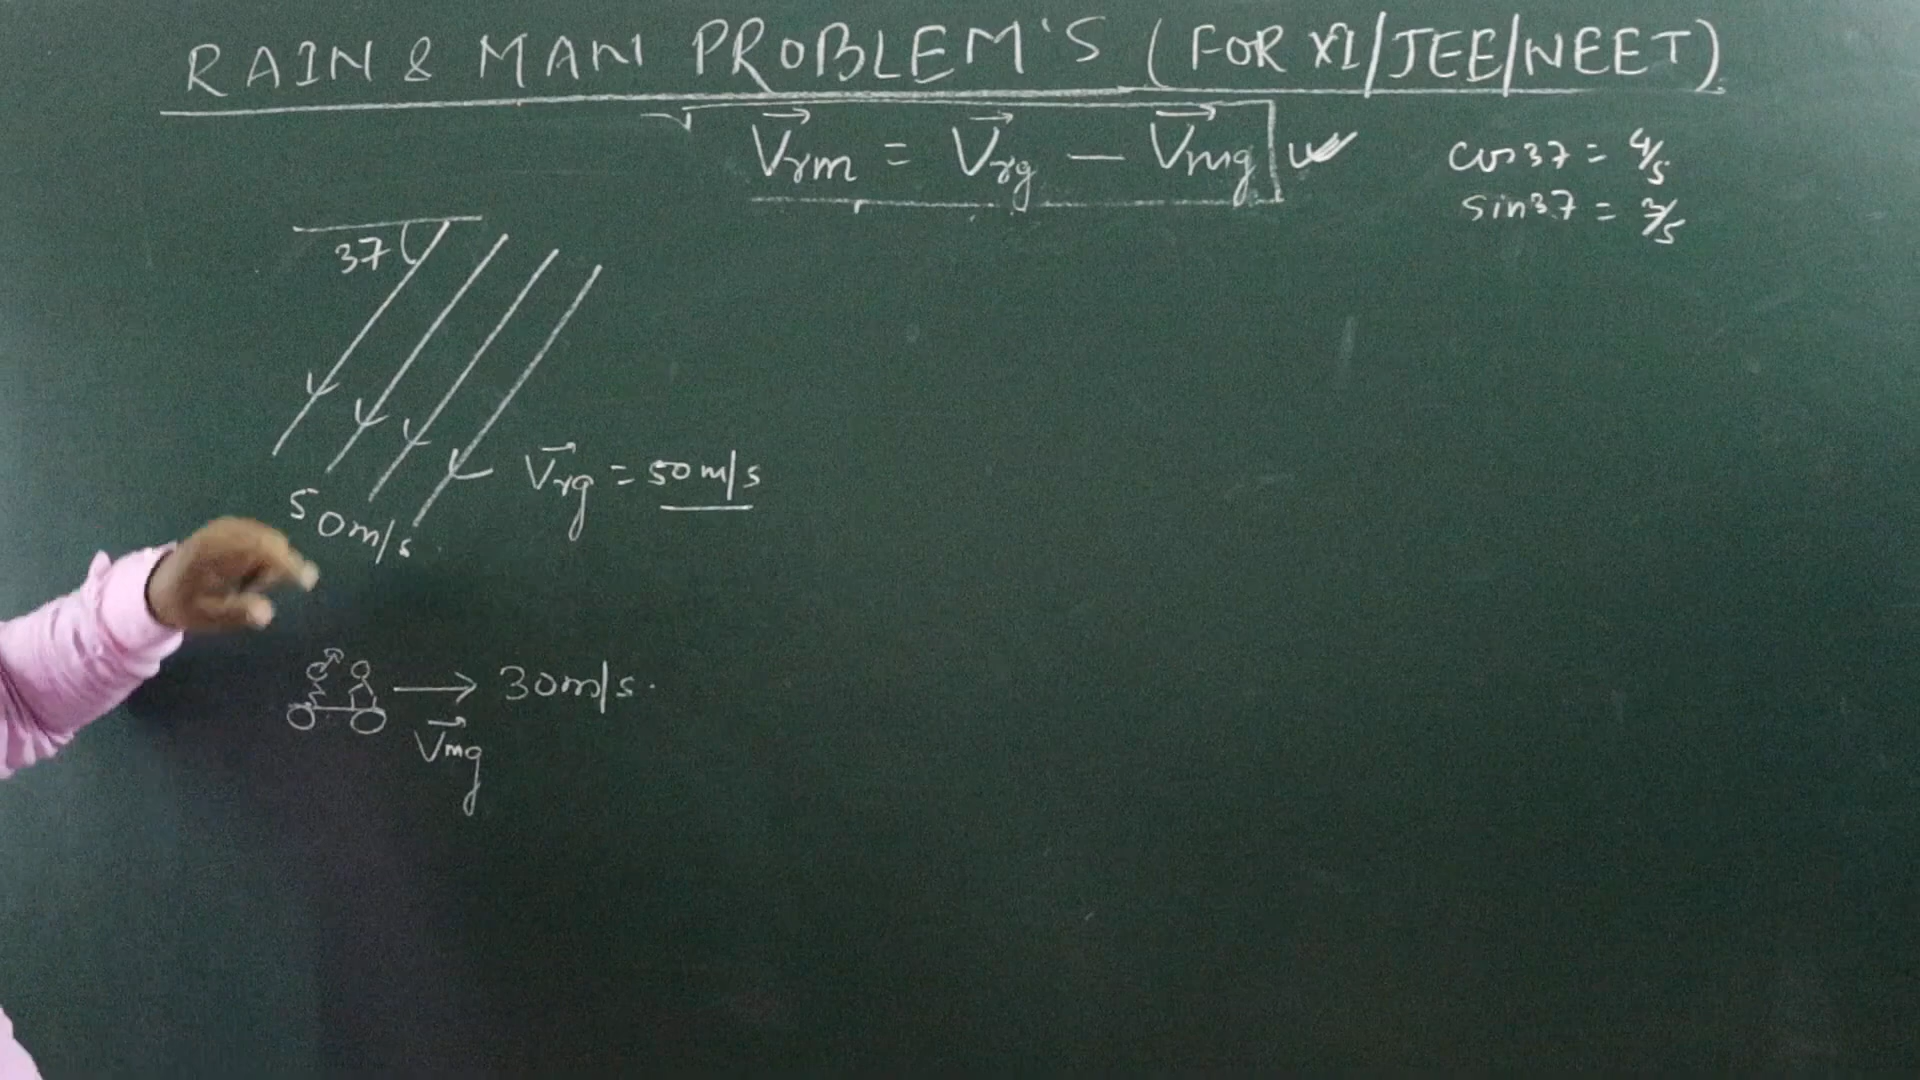 RAIN & MAN PROBLEM'S (FOR XI/JEE/NEET)
V⃗rm = V⃗rg − V⃗mg
cos37 = 4/5
sin37 = 3/5
37
V⃗rg = 50m/s
50m/s
30m/s.
V⃗mg